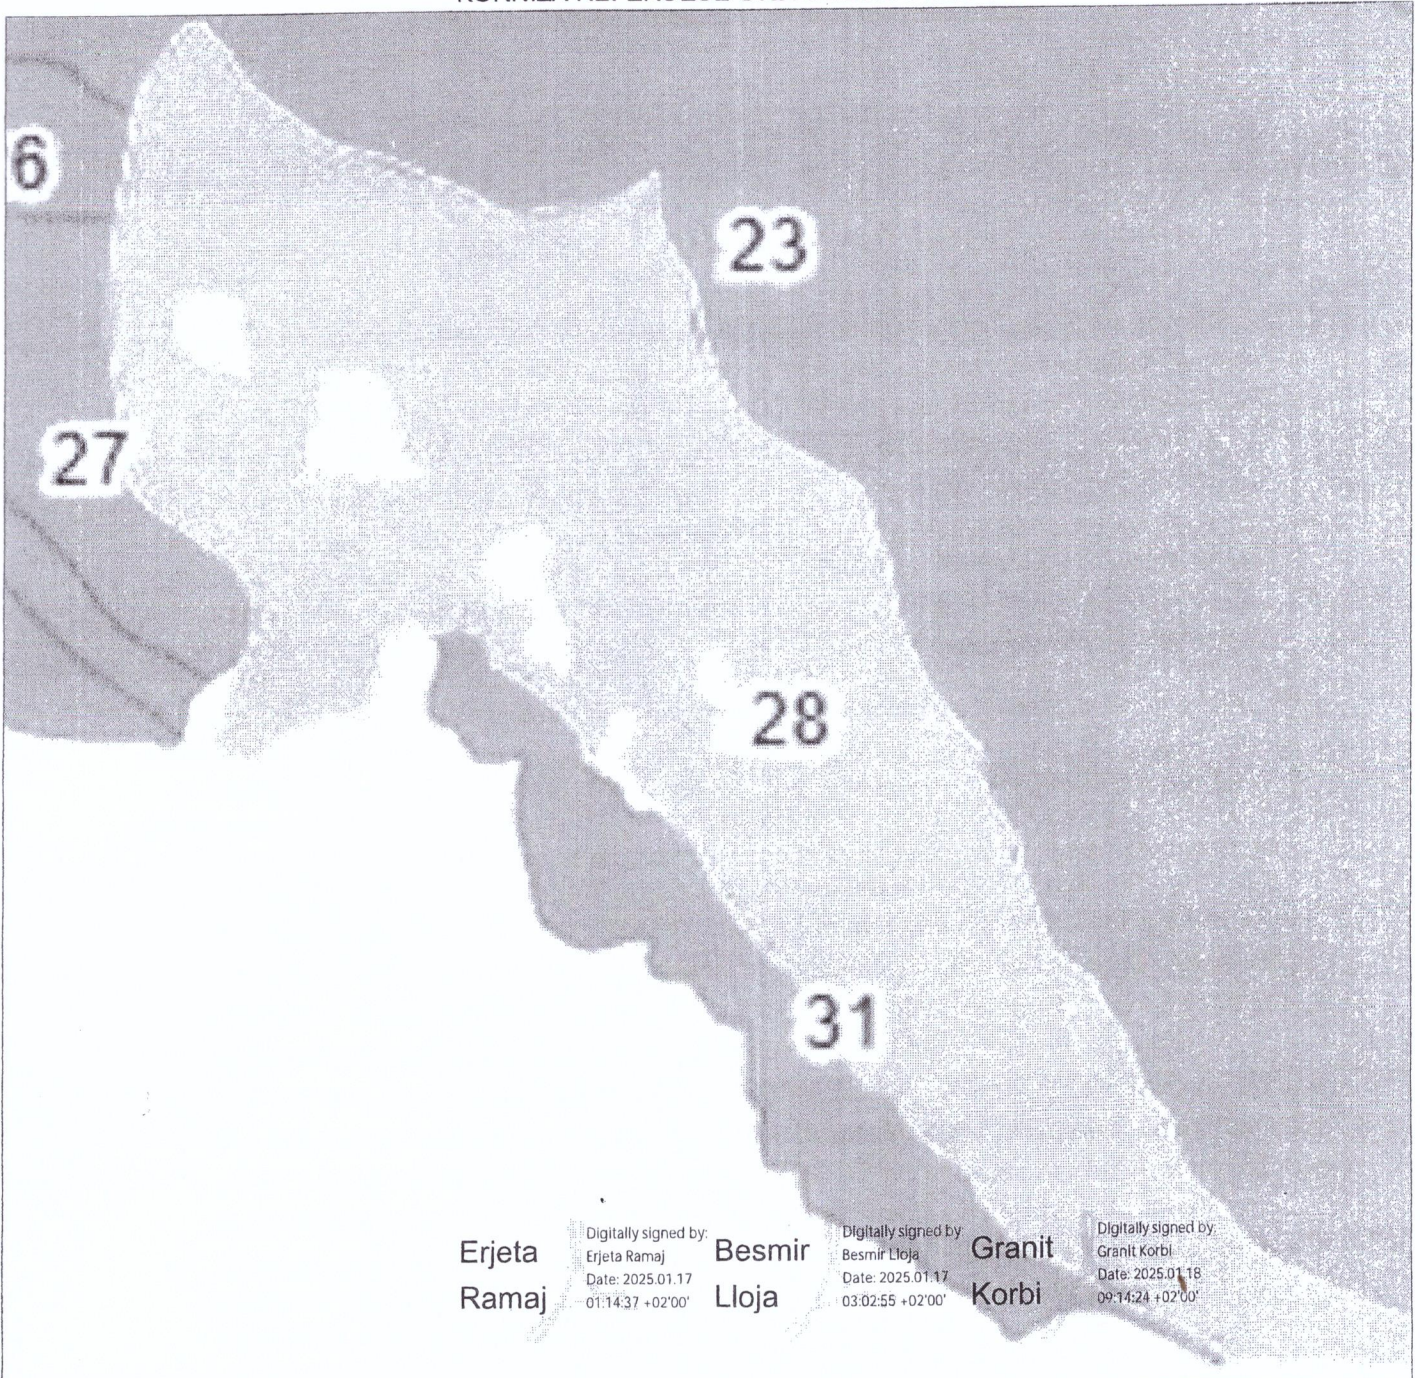 6
23
27
28
31
Erjeta
Ramaj
Digitally signed by:
Erjeta Ramaj
Date: 2025.01.17
01:14:37 +02'00'
Besmir
Lloja
Digitally signed by:
Besmir Lloja
Date: 2025.01.17
03:02:55 +02'00'
Granit
Korbi
Digitally signed by:
Granit Korbi
Date: 2025.01.18
09:14:24 +02'00'